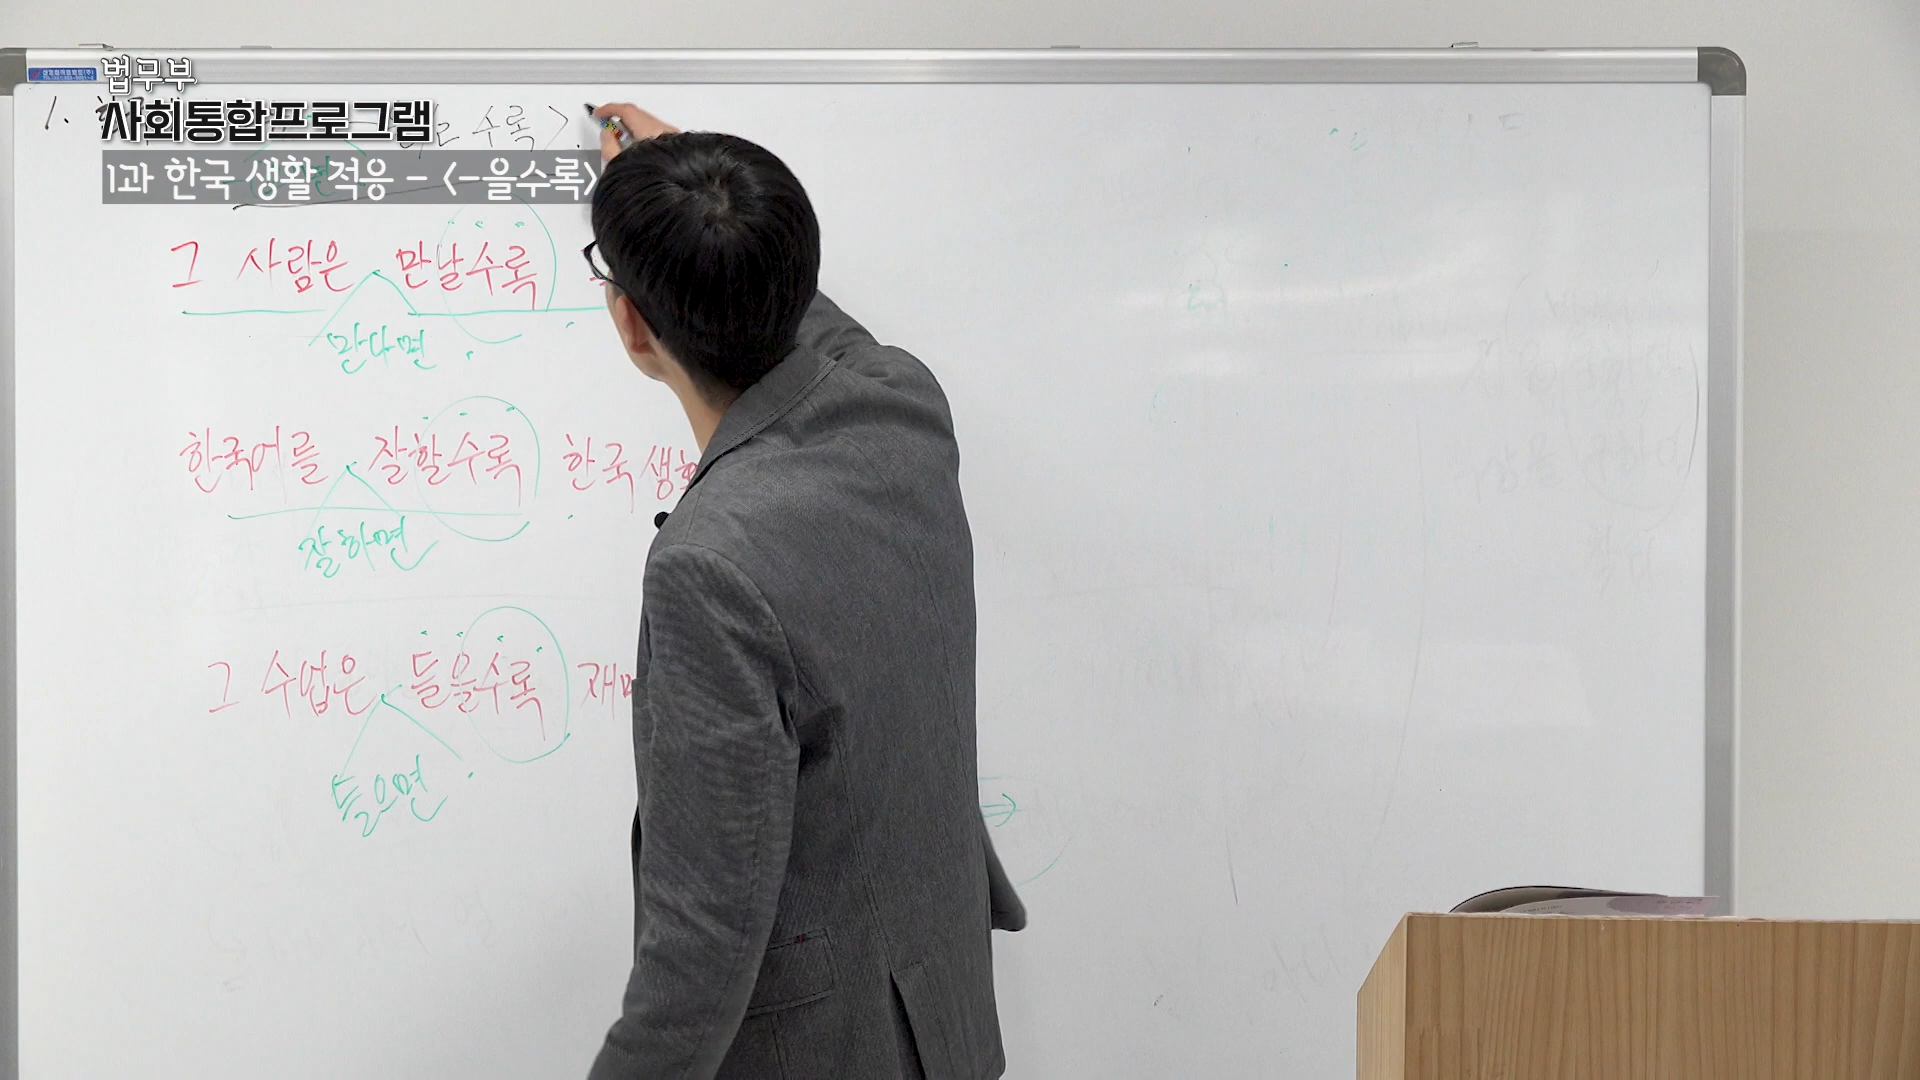 법무부
사회통합프로그램
1과 한국 생활 적응 - <-을수록>
1. 수록>
그 사람은 만날수록
만나면
한국어를 잘할수록 한국 생
잘하면
그 수업은 들을수록 재
들으면